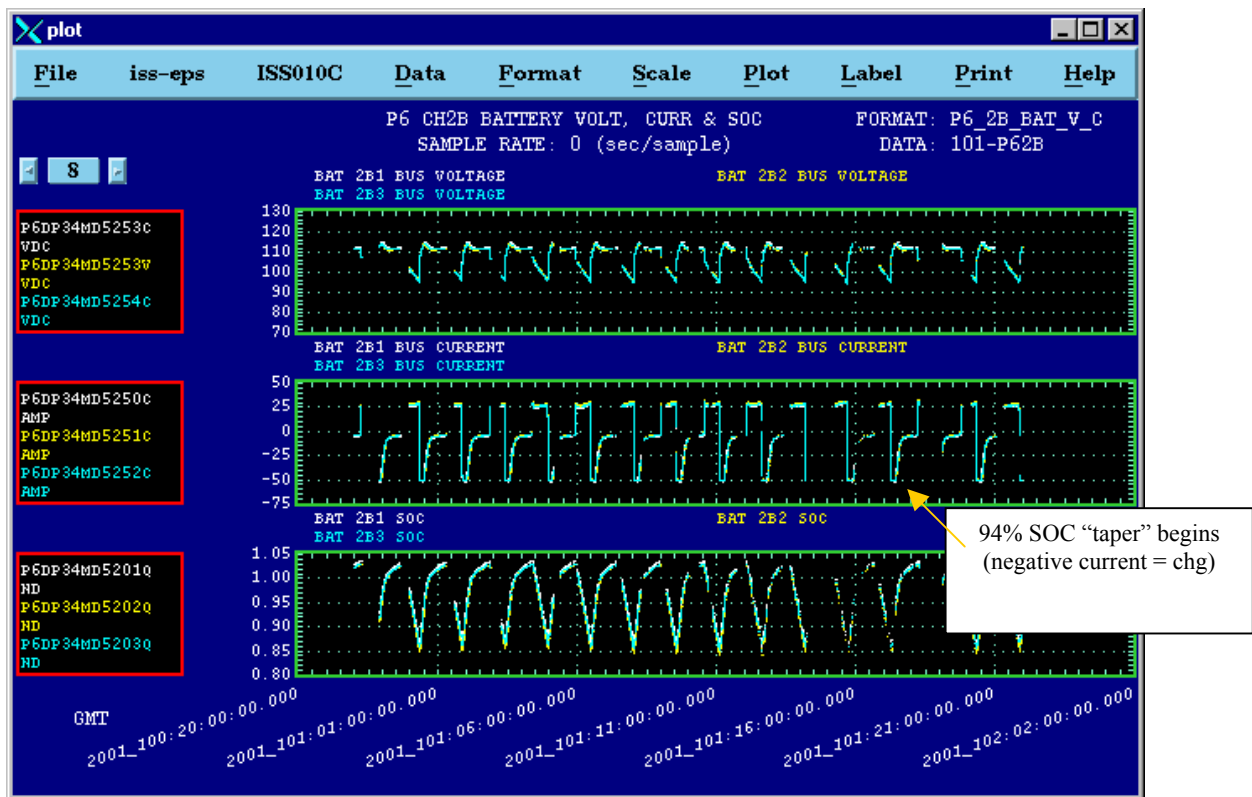 plot
File iss-eps ISS010C Data Format Scale Plot Label Print Help
P6 CH2B BATTERY VOLT, CURR & SOC FORMAT: P6_2B_BAT_V_C
SAMPLE RATE: 0 (sec/sample) DATA: 101-P62B
8
BAT 2B1 BUS VOLTAGE BAT 2B2 BUS VOLTAGE
BAT 2B3 BUS VOLTAGE
P6DP34MD5253C
VDC
P6DP34MD5253V
VDC
P6DP34MD5254C
VDC
130
120
110
100
90
80
70
BAT 2B1 BUS CURRENT BAT 2B2 BUS CURRENT
BAT 2B3 BUS CURRENT
P6DP34MD5250C
AMP
P6DP34MD5251C
AMP
P6DP34MD5252C
AMP
50
25
0
-25
-50
-75
94% SOC “taper” begins
(negative current = chg)
BAT 2B1 SOC BAT 2B2 SOC
BAT 2B3 SOC
P6DP34MD5201Q
ND
P6DP34MD5202Q
ND
P6DP34MD5203Q
ND
1.05
1.00
0.95
0.90
0.85
0.80
GMT
2001_100:20:00:00.000
2001_101:01:00:00.000
2001_101:06:00:00.000
2001_101:11:00:00.000
2001_101:16:00:00.000
2001_101:21:00:00.000
2001_102:02:00:00.000